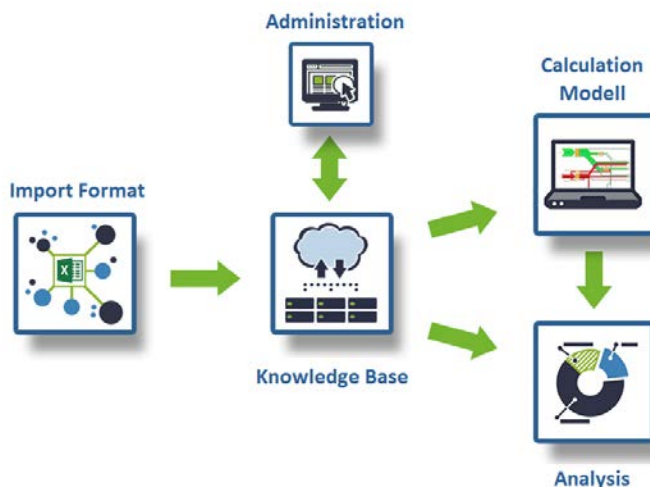 Administration
Calculation
Modell
Import Format
X
Knowledge Base
Analysis